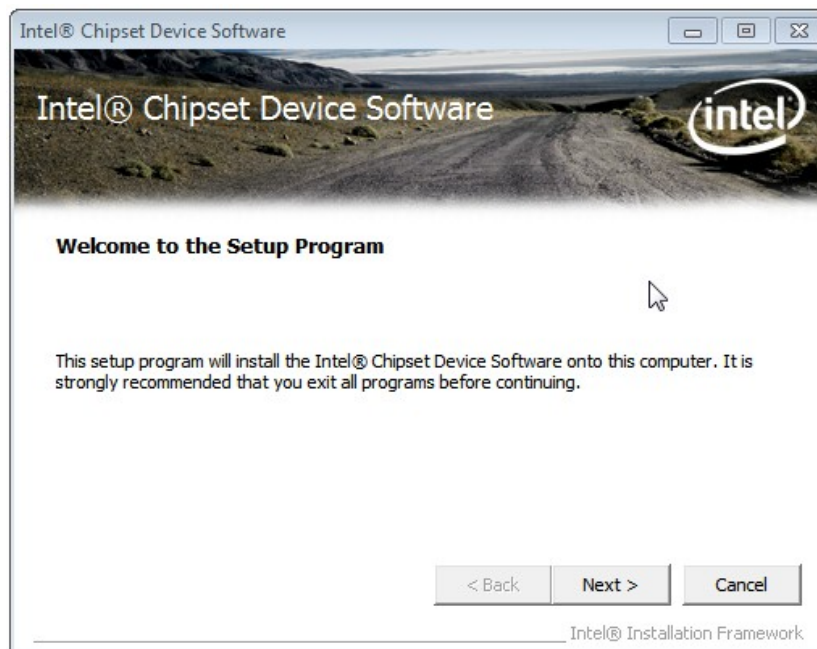 Intel® Chipset Device Software
Intel® Chipset Device Software
intel
Welcome to the Setup Program
This setup program will install the Intel® Chipset Device Software onto this computer. It is
strongly recommended that you exit all programs before continuing.
< Back Next > Cancel
Intel® Installation Framework